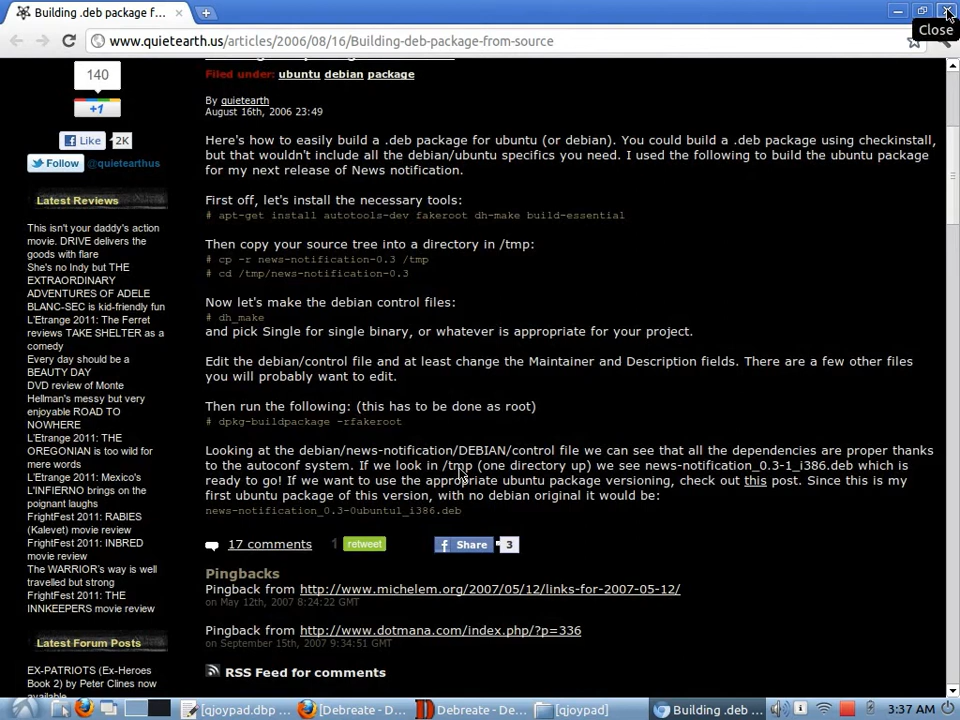 Building .deb package f...
Close
www.quietearth.us/articles/2006/08/16/Building-deb-package-from-source
140
+1
Like 2K
Follow @quietearthus
Latest Reviews
This isn't your daddy's action
movie. DRIVE delivers the
goods with flare
She's no Indy but THE
EXTRAORDINARY
ADVENTURES OF ADELE
BLANC-SEC is kid-friendly fun
L'Etrange 2011: The Ferret
reviews TAKE SHELTER as a
comedy
Every day should be a
BEAUTY DAY
DVD review of Monte
Hellman's messy but very
enjoyable ROAD TO
NOWHERE
L'Etrange 2011: THE
OREGONIAN is too wild for
mere words
L'Etrange 2011: Mexico's
L'INFIERNO brings on the
poignant laughs
FrightFest 2011: RABIES
(Kalevet) movie review
FrightFest 2011: INBRED
movie review
The WARRIOR's way is well
travelled but strong
FrightFest 2011: THE
INNKEEPERS movie review
Latest Forum Posts
EX-PATRIOTS (Ex-Heroes
Book 2) by Peter Clines now
available
Filed under: ubuntu debian package
By quietearth
August 16th, 2006 23:49
Here's how to easily build a .deb package for ubuntu (or debian). You could build a .deb package using checkinstall,
but that wouldn't include all the debian/ubuntu specifics you need. I used the following to build the ubuntu package
for my next release of News notification.
First off, let's install the necessary tools:
# apt-get install autotools-dev fakeroot dh-make build-essential
Then copy your source tree into a directory in /tmp:
# cp -r news-notification-0.3 /tmp
# cd /tmp/news-notification-0.3
Now let's make the debian control files:
# dh_make
and pick Single for single binary, or whatever is appropriate for your project.
Edit the debian/control file and at least change the Maintainer and Description fields. There are a few other files
you will probably want to edit.
Then run the following: (this has to be done as root)
# dpkg-buildpackage -rfakeroot
Looking at the debian/news-notification/DEBIAN/control file we can see that all the dependencies are proper thanks
to the autoconf system. If we look in /tmp (one directory up) we see news-notification_0.3-1_i386.deb which is
ready to go! If we want to use the appropriate ubuntu package versioning, check out this post. Since this is my
first ubuntu package of this version, with no debian original it would be:
news-notification_0.3-0ubuntu1_i386.deb
17 comments 1 retweet Share 3
Pingbacks
Pingback from http://www.michelem.org/2007/05/12/links-for-2007-05-12/
on May 12th, 2007 8:24:22 GMT
Pingback from http://www.dotmana.com/index.php/?p=336
on September 15th, 2007 9:34:51 GMT
RSS Feed for comments
[qjoypad.dbp ... [Debreate - D... Debreate - De... [qjoypad] Building .deb ... 3:37 AM